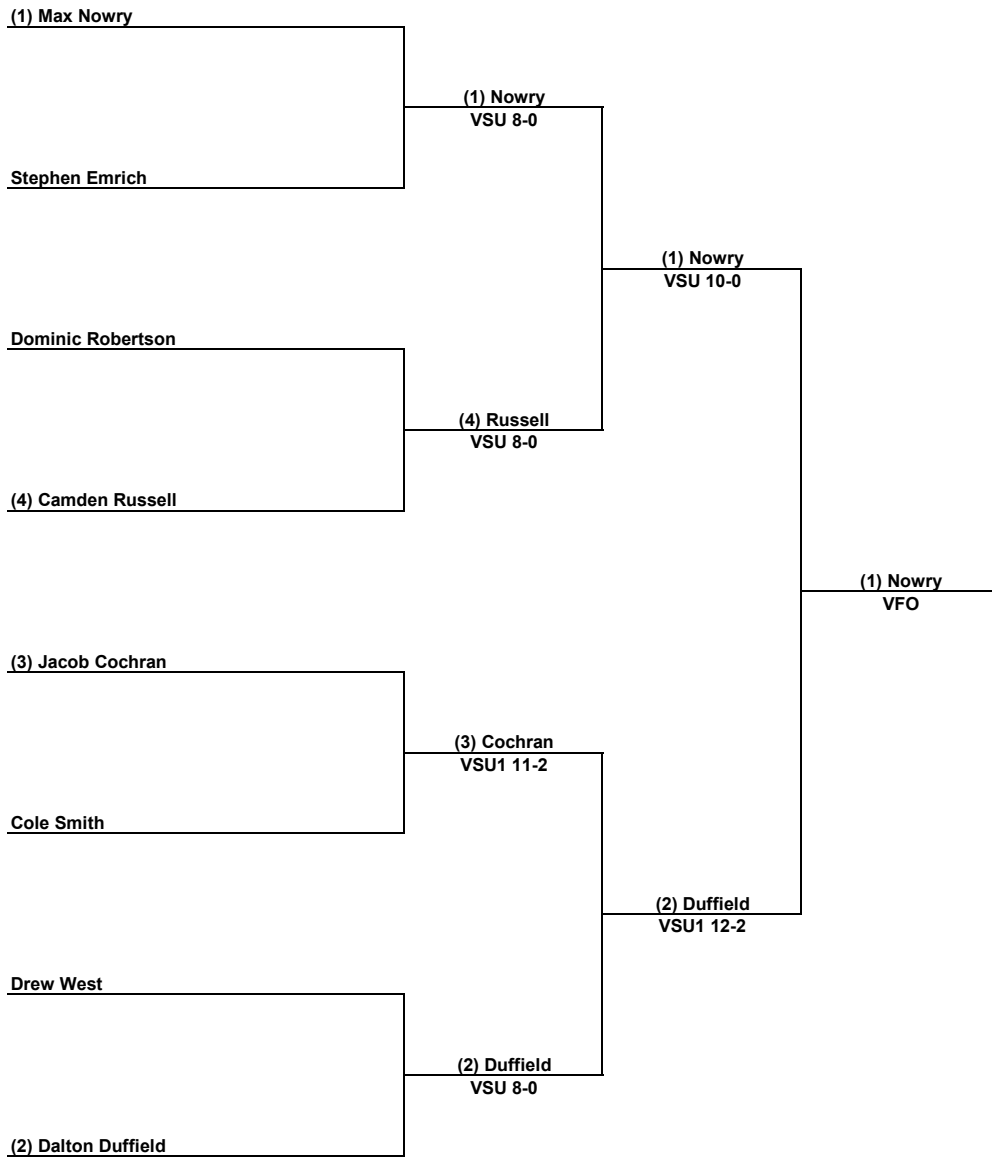 (1) Max Nowry
(1) Nowry
VSU 8-0
Stephen Emrich
(1) Nowry
VSU 10-0
Dominic Robertson
(4) Russell
VSU 8-0
(4) Camden Russell
(1) Nowry
VFO
(3) Jacob Cochran
(3) Cochran
VSU1 11-2
Cole Smith
(2) Duffield
VSU1 12-2
Drew West
(2) Duffield
VSU 8-0
(2) Dalton Duffield